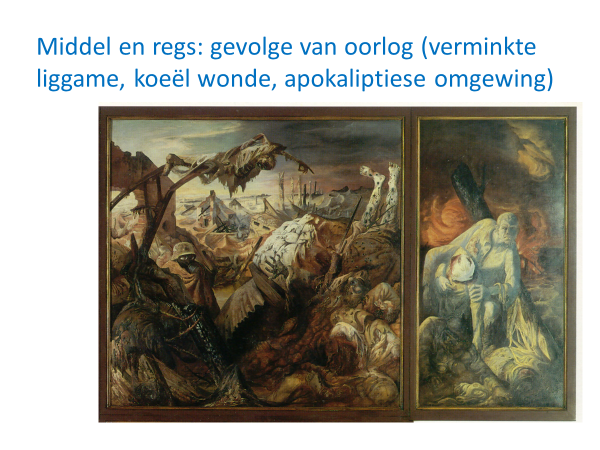 Middel en regs: gevolge van oorlog (verminkte
liggame, koeël wonde, apokaliptiese omgewing)